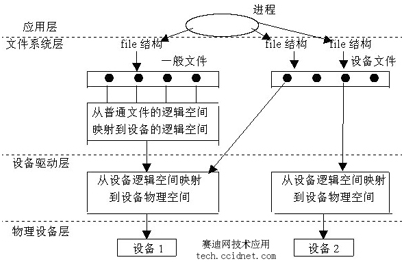 进程
应用层
文件系统层
file 结构
file 结构
file 结构
一般文件
设备文件
从普通文件的逻辑空间
映射到设备的逻辑空间
设备驱动层
从设备逻辑空间映射
到设备物理空间
从设备逻辑空间映射
到设备物理空间
物理设备层
设备 1
赛迪网技术应用
tech.ccidnet.com
设备 2